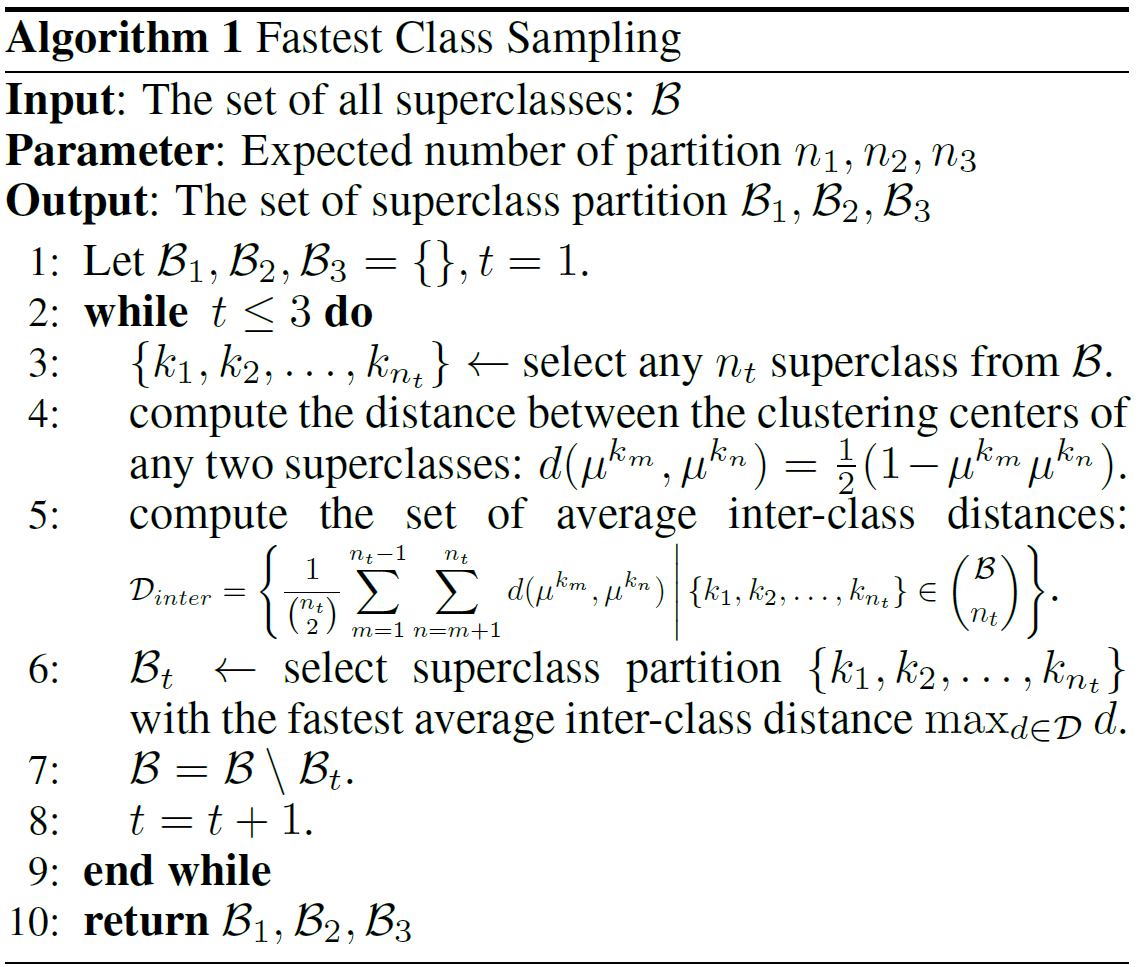 Algorithm 1 Fastest Class Sampling
Input: The set of all superclasses: $\mathcal{B}$
Parameter: Expected number of partition $n_1, n_2, n_3$
Output: The set of superclass partition $\mathcal{B}_1, \mathcal{B}_2, \mathcal{B}_3$
1: Let $\mathcal{B}_1, \mathcal{B}_2, \mathcal{B}_3 = \{\}, t = 1$.
2: while $t \leq 3$ do
3: $\{k_1, k_2, \ldots, k_{n_t}\} \leftarrow$ select any $n_t$ superclass from $\mathcal{B}$.
4: compute the distance between the clustering centers of
any two superclasses: $d(\mu^{k_m}, \mu^{k_n}) = \frac{1}{2}(1 - \mu^{k_m} \mu^{k_n})$.
5: compute the set of average inter-class distances:
$\mathcal{D}_{inter} = \left\{ \frac{1}{\binom{n_t}{2}} \sum_{m=1}^{n_t-1} \sum_{n=m+1}^{n_t} d(\mu^{k_m}, \mu^{k_n}) \middle| \{k_1, k_2, \ldots, k_{n_t}\} \in \binom{\mathcal{B}}{n_t} \right\}$.
6: $\mathcal{B}_t \leftarrow$ select superclass partition $\{k_1, k_2, \ldots, k_{n_t}\}$
with the fastest average inter-class distance $\max_{d \in \mathcal{D}} d$.
7: $\mathcal{B} = \mathcal{B} \setminus \mathcal{B}_t$.
8: $t = t + 1$.
9: end while
10: return $\mathcal{B}_1, \mathcal{B}_2, \mathcal{B}_3$